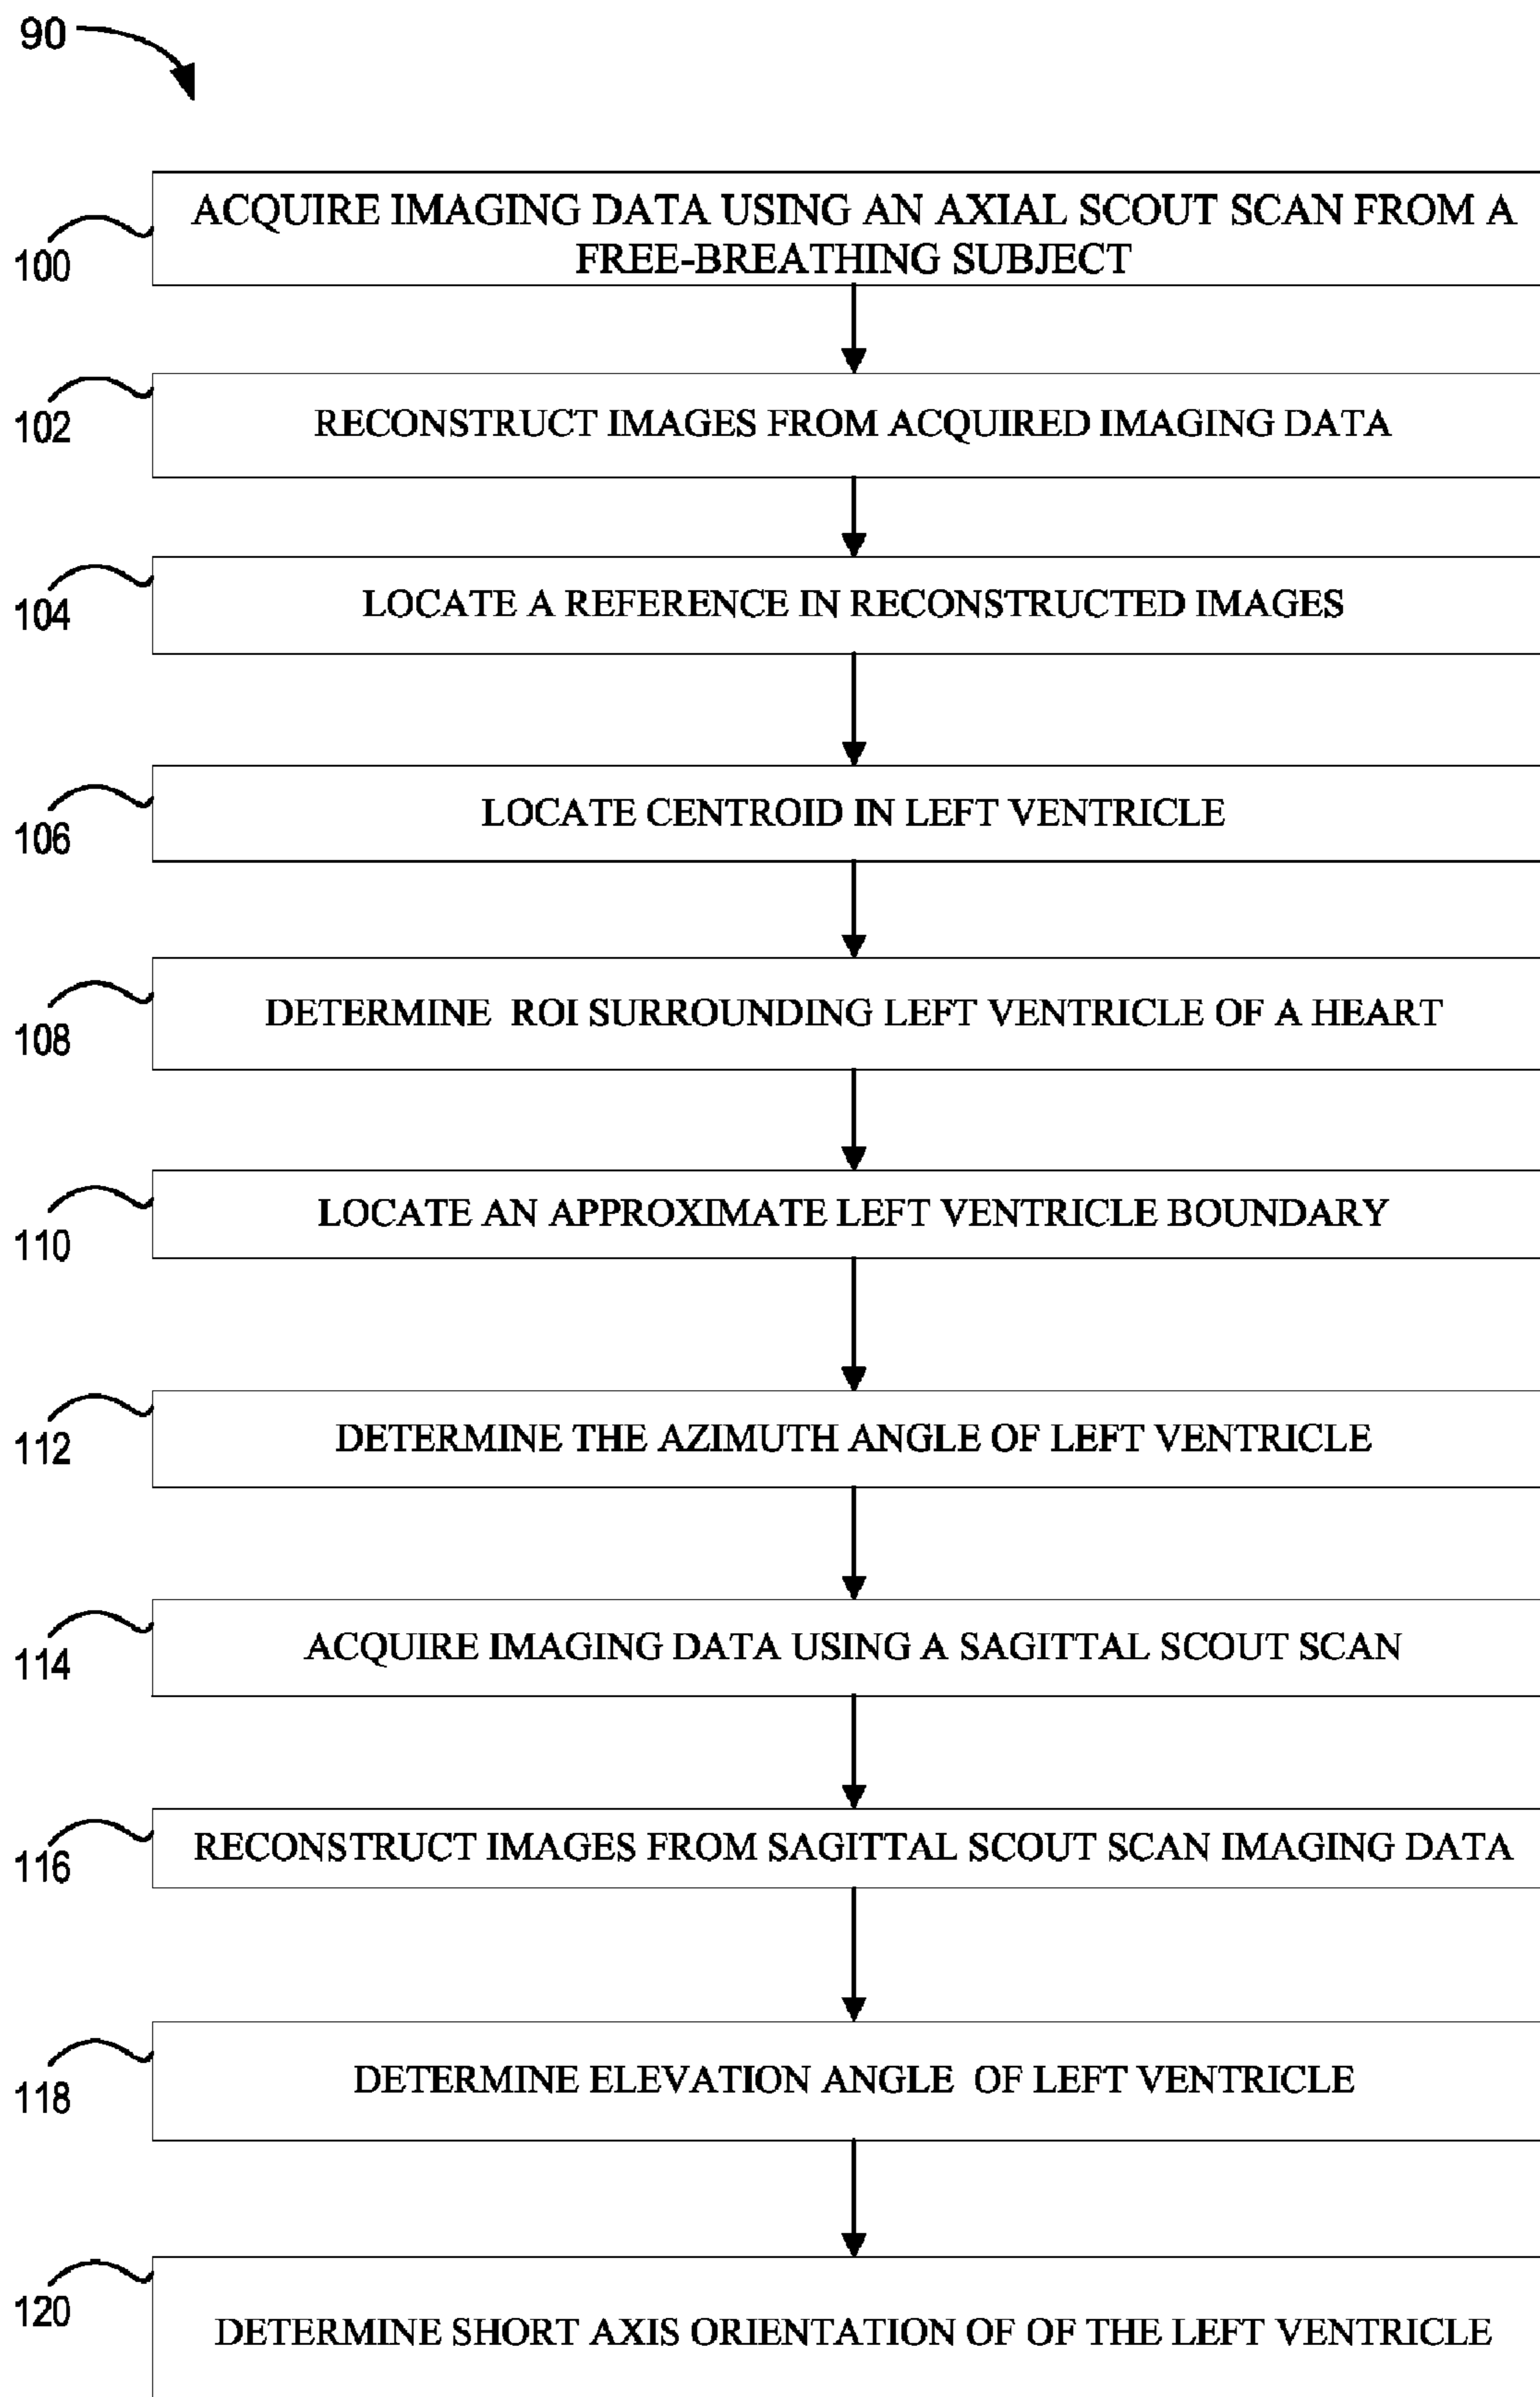 90
ACQUIRE IMAGING DATA USING AN AXIAL SCOUT SCAN FROM A
FREE-BREATHING SUBJECT
100
RECONSTRUCT IMAGES FROM ACQUIRED IMAGING DATA
102
LOCATE A REFERENCE IN RECONSTRUCTED IMAGES
104
LOCATE CENTROID IN LEFT VENTRICLE
106
DETERMINE ROI SURROUNDING LEFT VENTRICLE OF A HEART
108
LOCATE AN APPROXIMATE LEFT VENTRICLE BOUNDARY
110
DETERMINE THE AZIMUTH ANGLE OF LEFT VENTRICLE
112
ACQUIRE IMAGING DATA USING A SAGITTAL SCOUT SCAN
114
RECONSTRUCT IMAGES FROM SAGITTAL SCOUT SCAN IMAGING DATA
116
DETERMINE ELEVATION ANGLE OF LEFT VENTRICLE
118
DETERMINE SHORT AXIS ORIENTATION OF OF THE LEFT VENTRICLE
120